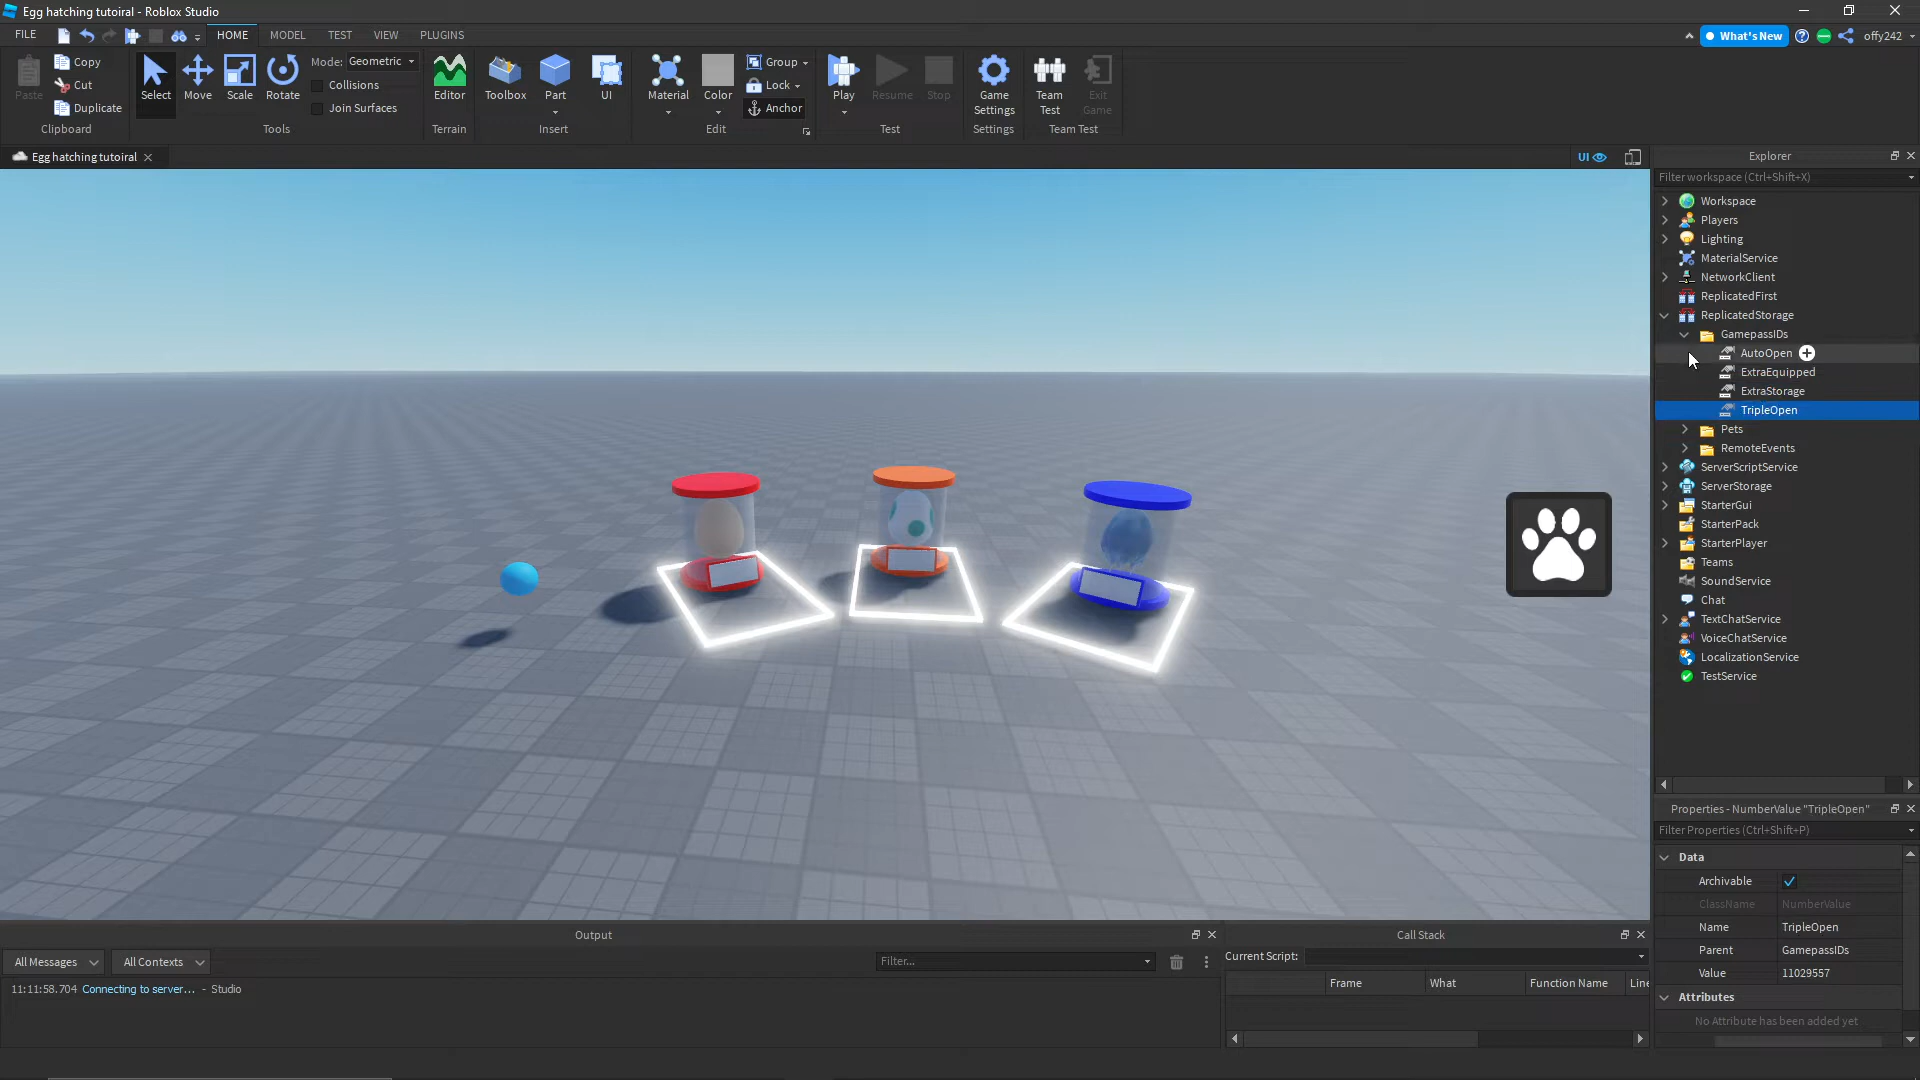 Egg hatching tutoiral - Roblox Studio
FILE
HOME
MODEL
TEST
VIEW
PLUGINS
What's New
offy242
Paste
Copy
Cut
Duplicate
Clipboard
Select
Move
Scale
Rotate
Mode:
Geometric
Collisions
Join Surfaces
Tools
Editor
Terrain
Toolbox
Part
UI
Insert
Material
Color
Group
Lock
Anchor
Edit
Play
Resume
Stop
Test
Game Settings
Settings
Team Test
Exit Game
Team Test
Egg hatching tutoiral
UI
Explorer
Filter workspace (Ctrl+Shift+X)
Workspace
Players
Lighting
MaterialService
NetworkClient
ReplicatedFirst
ReplicatedStorage
GamepassIDs
AutoOpen
ExtraEquipped
ExtraStorage
TripleOpen
Pets
RemoteEvents
ServerScriptService
ServerStorage
StarterGui
StarterPack
StarterPlayer
Teams
SoundService
Chat
TextChatService
VoiceChatService
LocalizationService
TestService
Properties - NumberValue "TripleOpen"
Filter Properties (Ctrl+Shift+P)
Data
Archivable
ClassName NumberValue
Name TripleOpen
Parent GamepassIDs
Value 11029557
Attributes
No Attribute has been added yet
Output
All Messages
All Contexts
Filter...
11:11:58.704 Connecting to server... - Studio
Call Stack
Current Script:
Frame
What
Function Name
Line